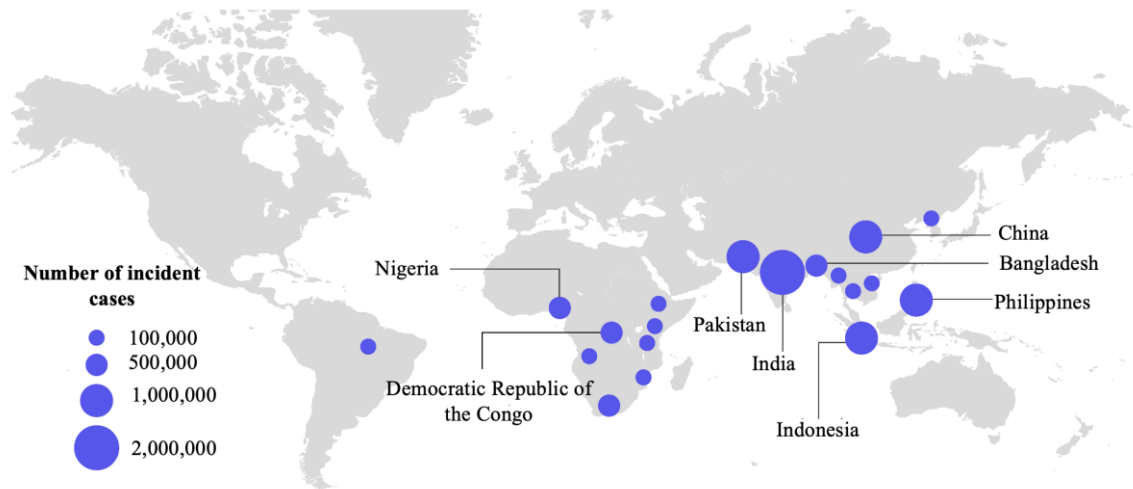 China
Bangladesh
Nigeria
Number of incident
cases
Philippines
Pakistan
100,000
India
500,000
Democratic Republic of
the Congo
1,000,000
Indonesia
2,000,000